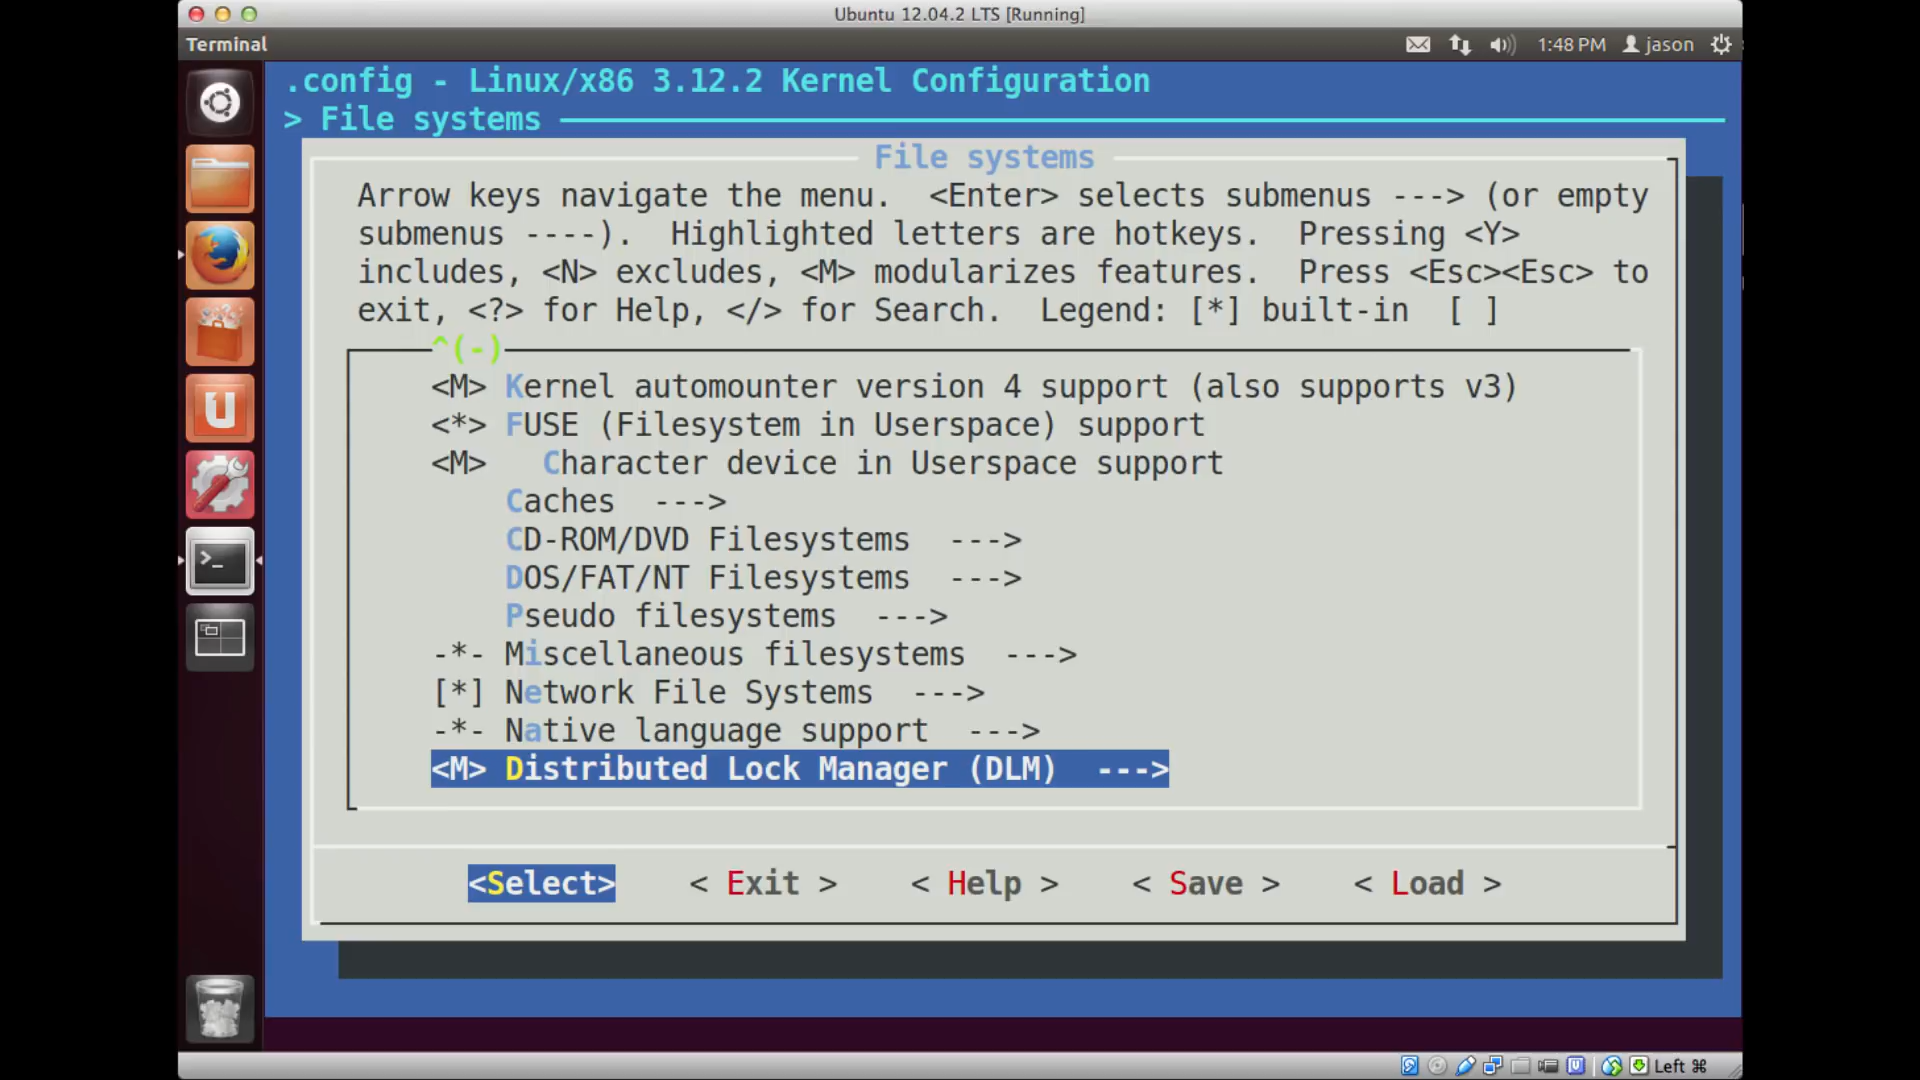 Ubuntu 12.04.2 LTS [Running]
Terminal
1:48 PM
jason
.config - Linux/x86 3.12.2 Kernel Configuration
> File systems
File systems
Arrow keys navigate the menu.  <Enter> selects submenus ---> (or empty
submenus ----).  Highlighted letters are hotkeys.  Pressing <Y>
includes, <N> excludes, <M> modularizes features.  Press <Esc><Esc> to
exit, <?> for Help, </> for Search.  Legend: [*] built-in  [ ]
^(-)
<M> Kernel automounter version 4 support (also supports v3)
<*> FUSE (Filesystem in Userspace) support
<M>   Character device in Userspace support
Caches  --->
CD-ROM/DVD Filesystems  --->
DOS/FAT/NT Filesystems  --->
Pseudo filesystems  --->
-*- Miscellaneous filesystems  --->
[*] Network File Systems  --->
-*- Native language support  --->
<M> Distributed Lock Manager (DLM)  --->
<Select>    < Exit >    < Help >    < Save >    < Load >
Left ⌘